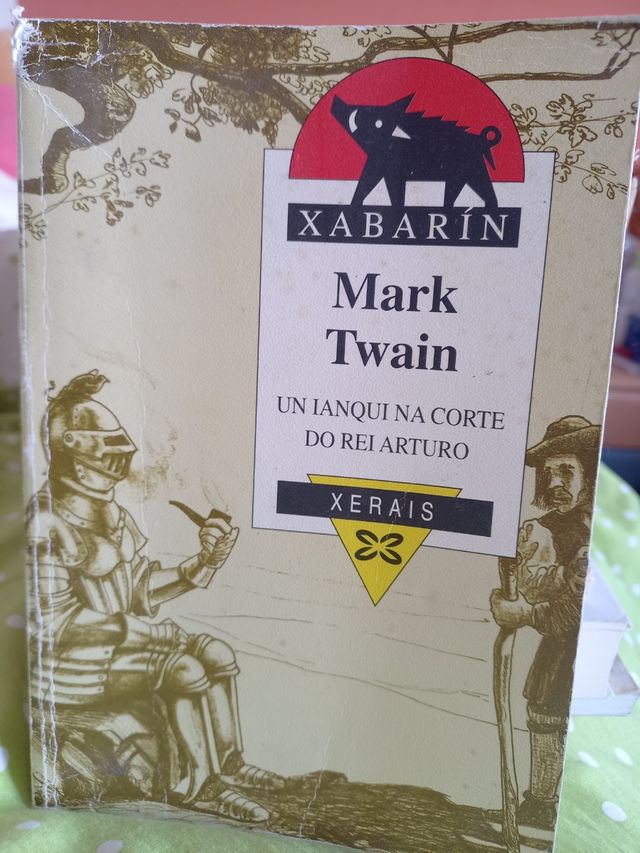 XABARÍN
Mark
Twain
UN IANQUI NA CORTE
DO REI ARTURO
XERAIS